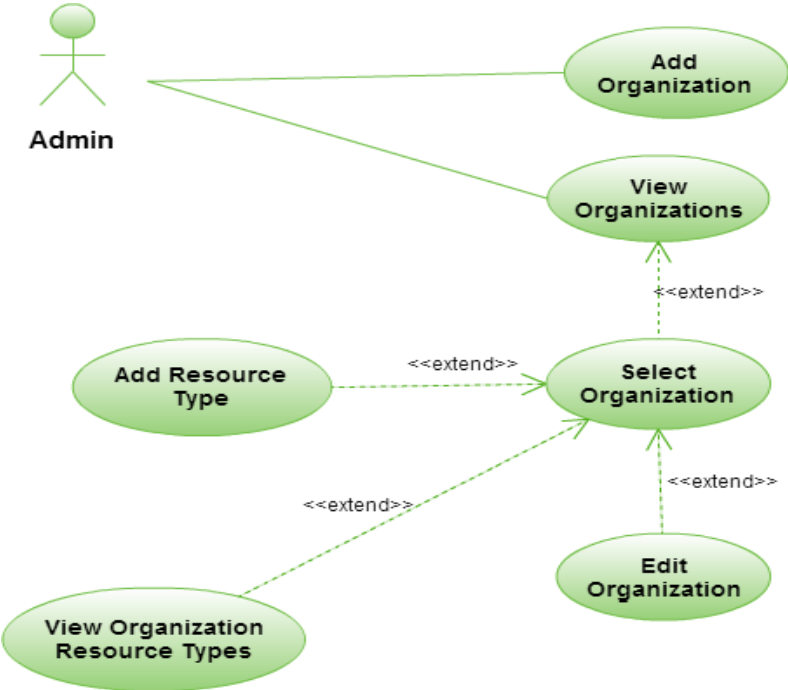 Add
Organization
Admin
View
Organizations
<<extend>>
<<extend>>
Add Resource
Type
Select
Organization
<<extend>>
<<extend>>
Edit
Organization
View Organization
Resource Types